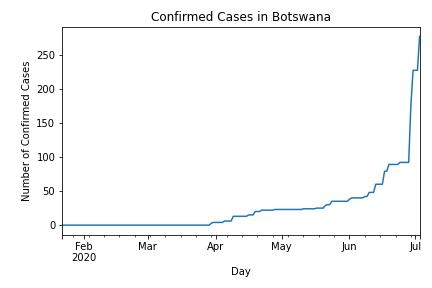 Confirmed Cases in Botswana
Number of Confirmed Cases
250
200
150
100
50
0
Feb Mar Apr May Jun Jul
2020
Day